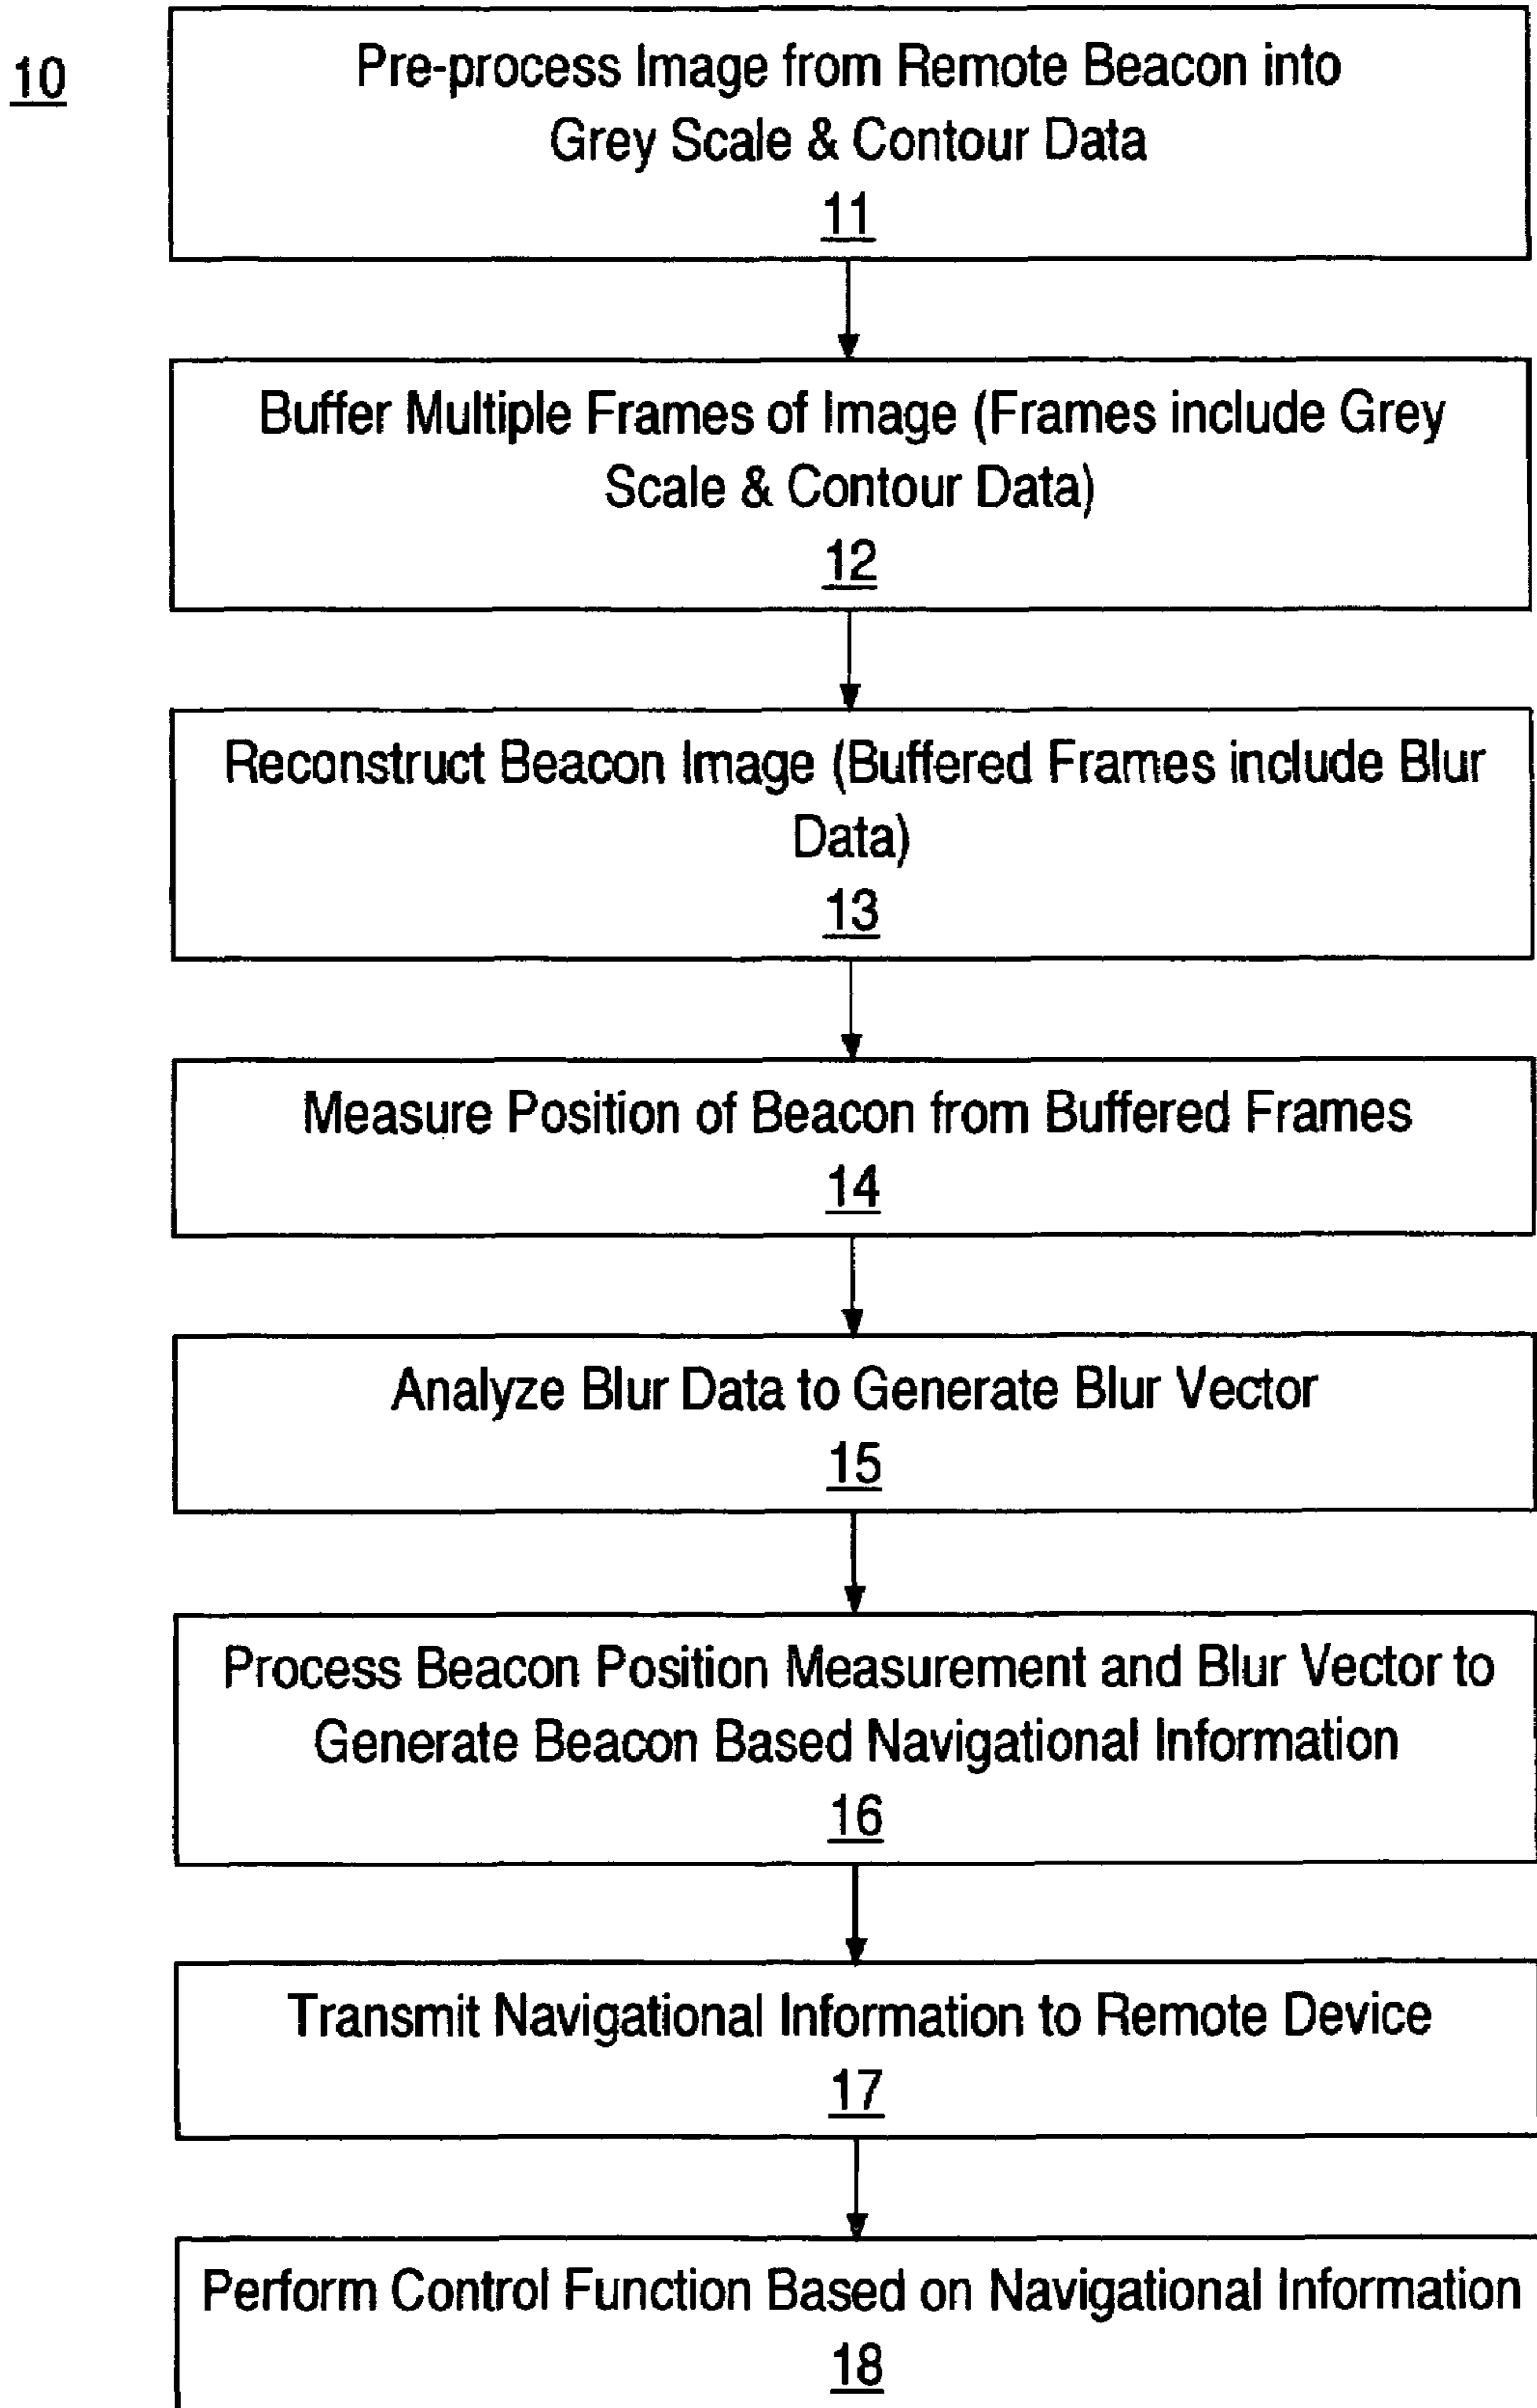 10
Pre-process Image from Remote Beacon into
Grey Scale & Contour Data
11
Buffer Multiple Frames of Image (Frames include Grey
Scale & Contour Data)
12
Reconstruct Beacon Image (Buffered Frames include Blur
Data)
13
Measure Position of Beacon from Buffered Frames
14
Analyze Blur Data to Generate Blur Vector
15
Process Beacon Position Measurement and Blur Vector to
Generate Beacon Based Navigational Information
16
Transmit Navigational Information to Remote Device
17
Perform Control Function Based on Navigational Information
18